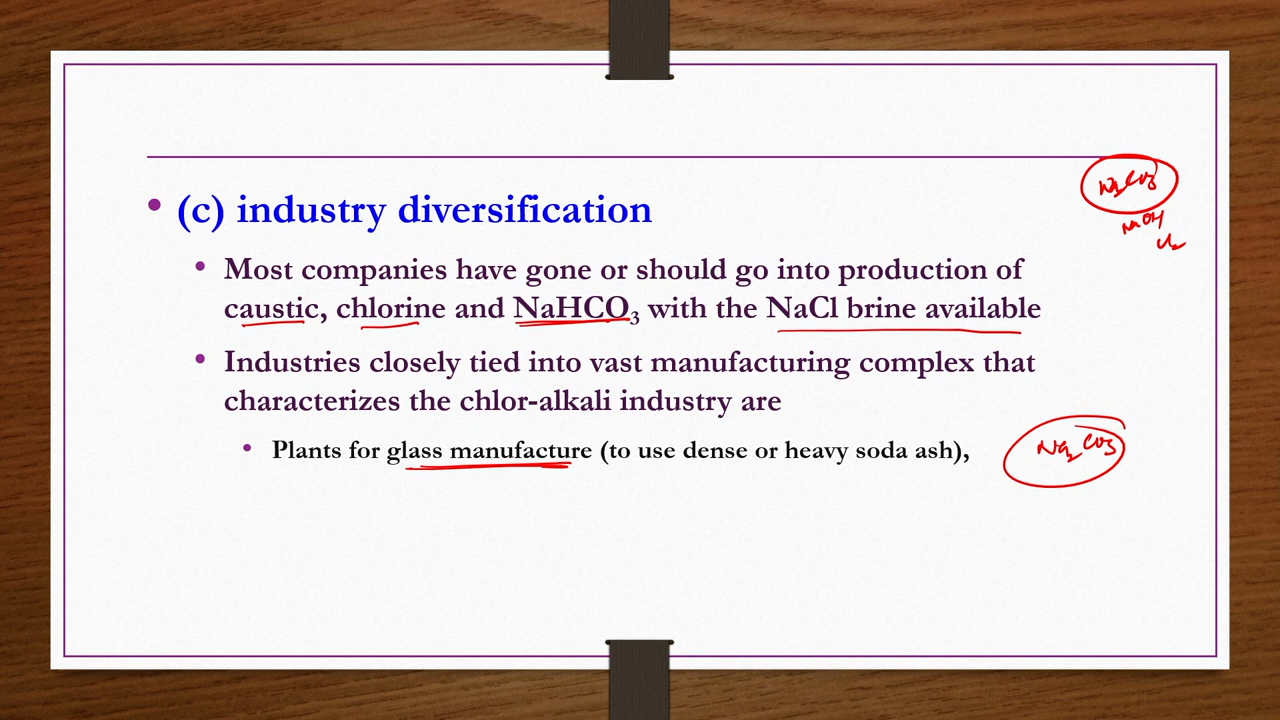 • (c) industry diversification
Na₂CO₃
NaOH
Cl₂
• Most companies have gone or should go into production of
caustic, chlorine and NaHCO₃ with the NaCl brine available
• Industries closely tied into vast manufacturing complex that
characterizes the chlor-alkali industry are
• Plants for glass manufacture (to use dense or heavy soda ash),
Na₂CO₃